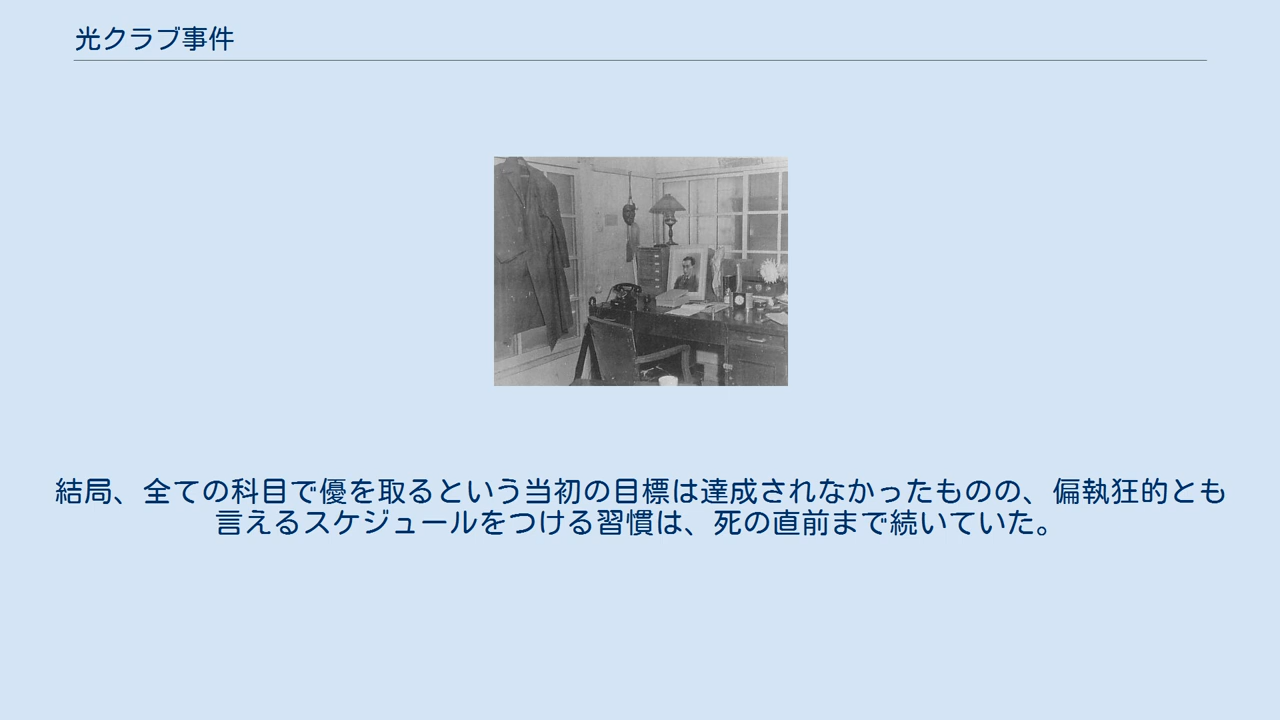 光クラブ事件
結局、全ての科目で優を取るという当初の目標は達成されなかったものの、偏執狂的とも
言えるスケジュールをつける習慣は、死の直前まで続いていた。